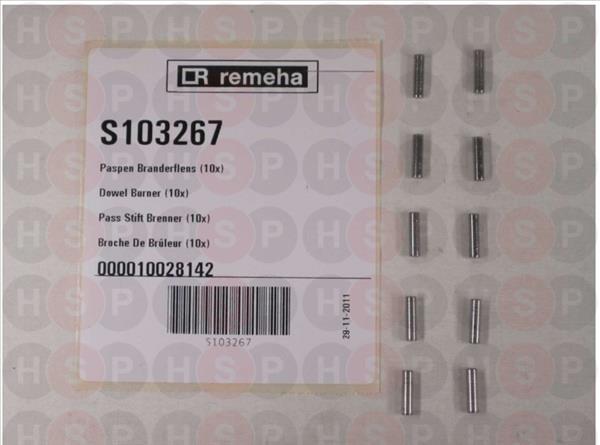 remeha
S103267
Paspen Branderflens (10x)
Dowel Burner (10x)
Pass Stift Brenner (10x)
Broche De Brûleur (10x)
000010028142
S103267
29-11-2011
HSP